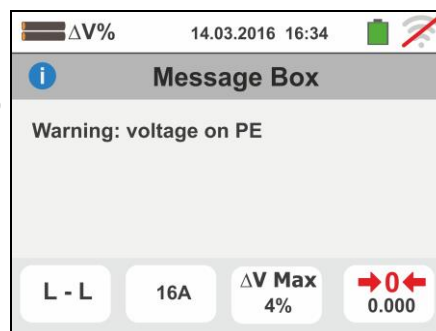 ΔV% 14.03.2016 16:34
i Message Box
Warning: voltage on PE
L - L 16A ΔV Max 4% →0← 0.000